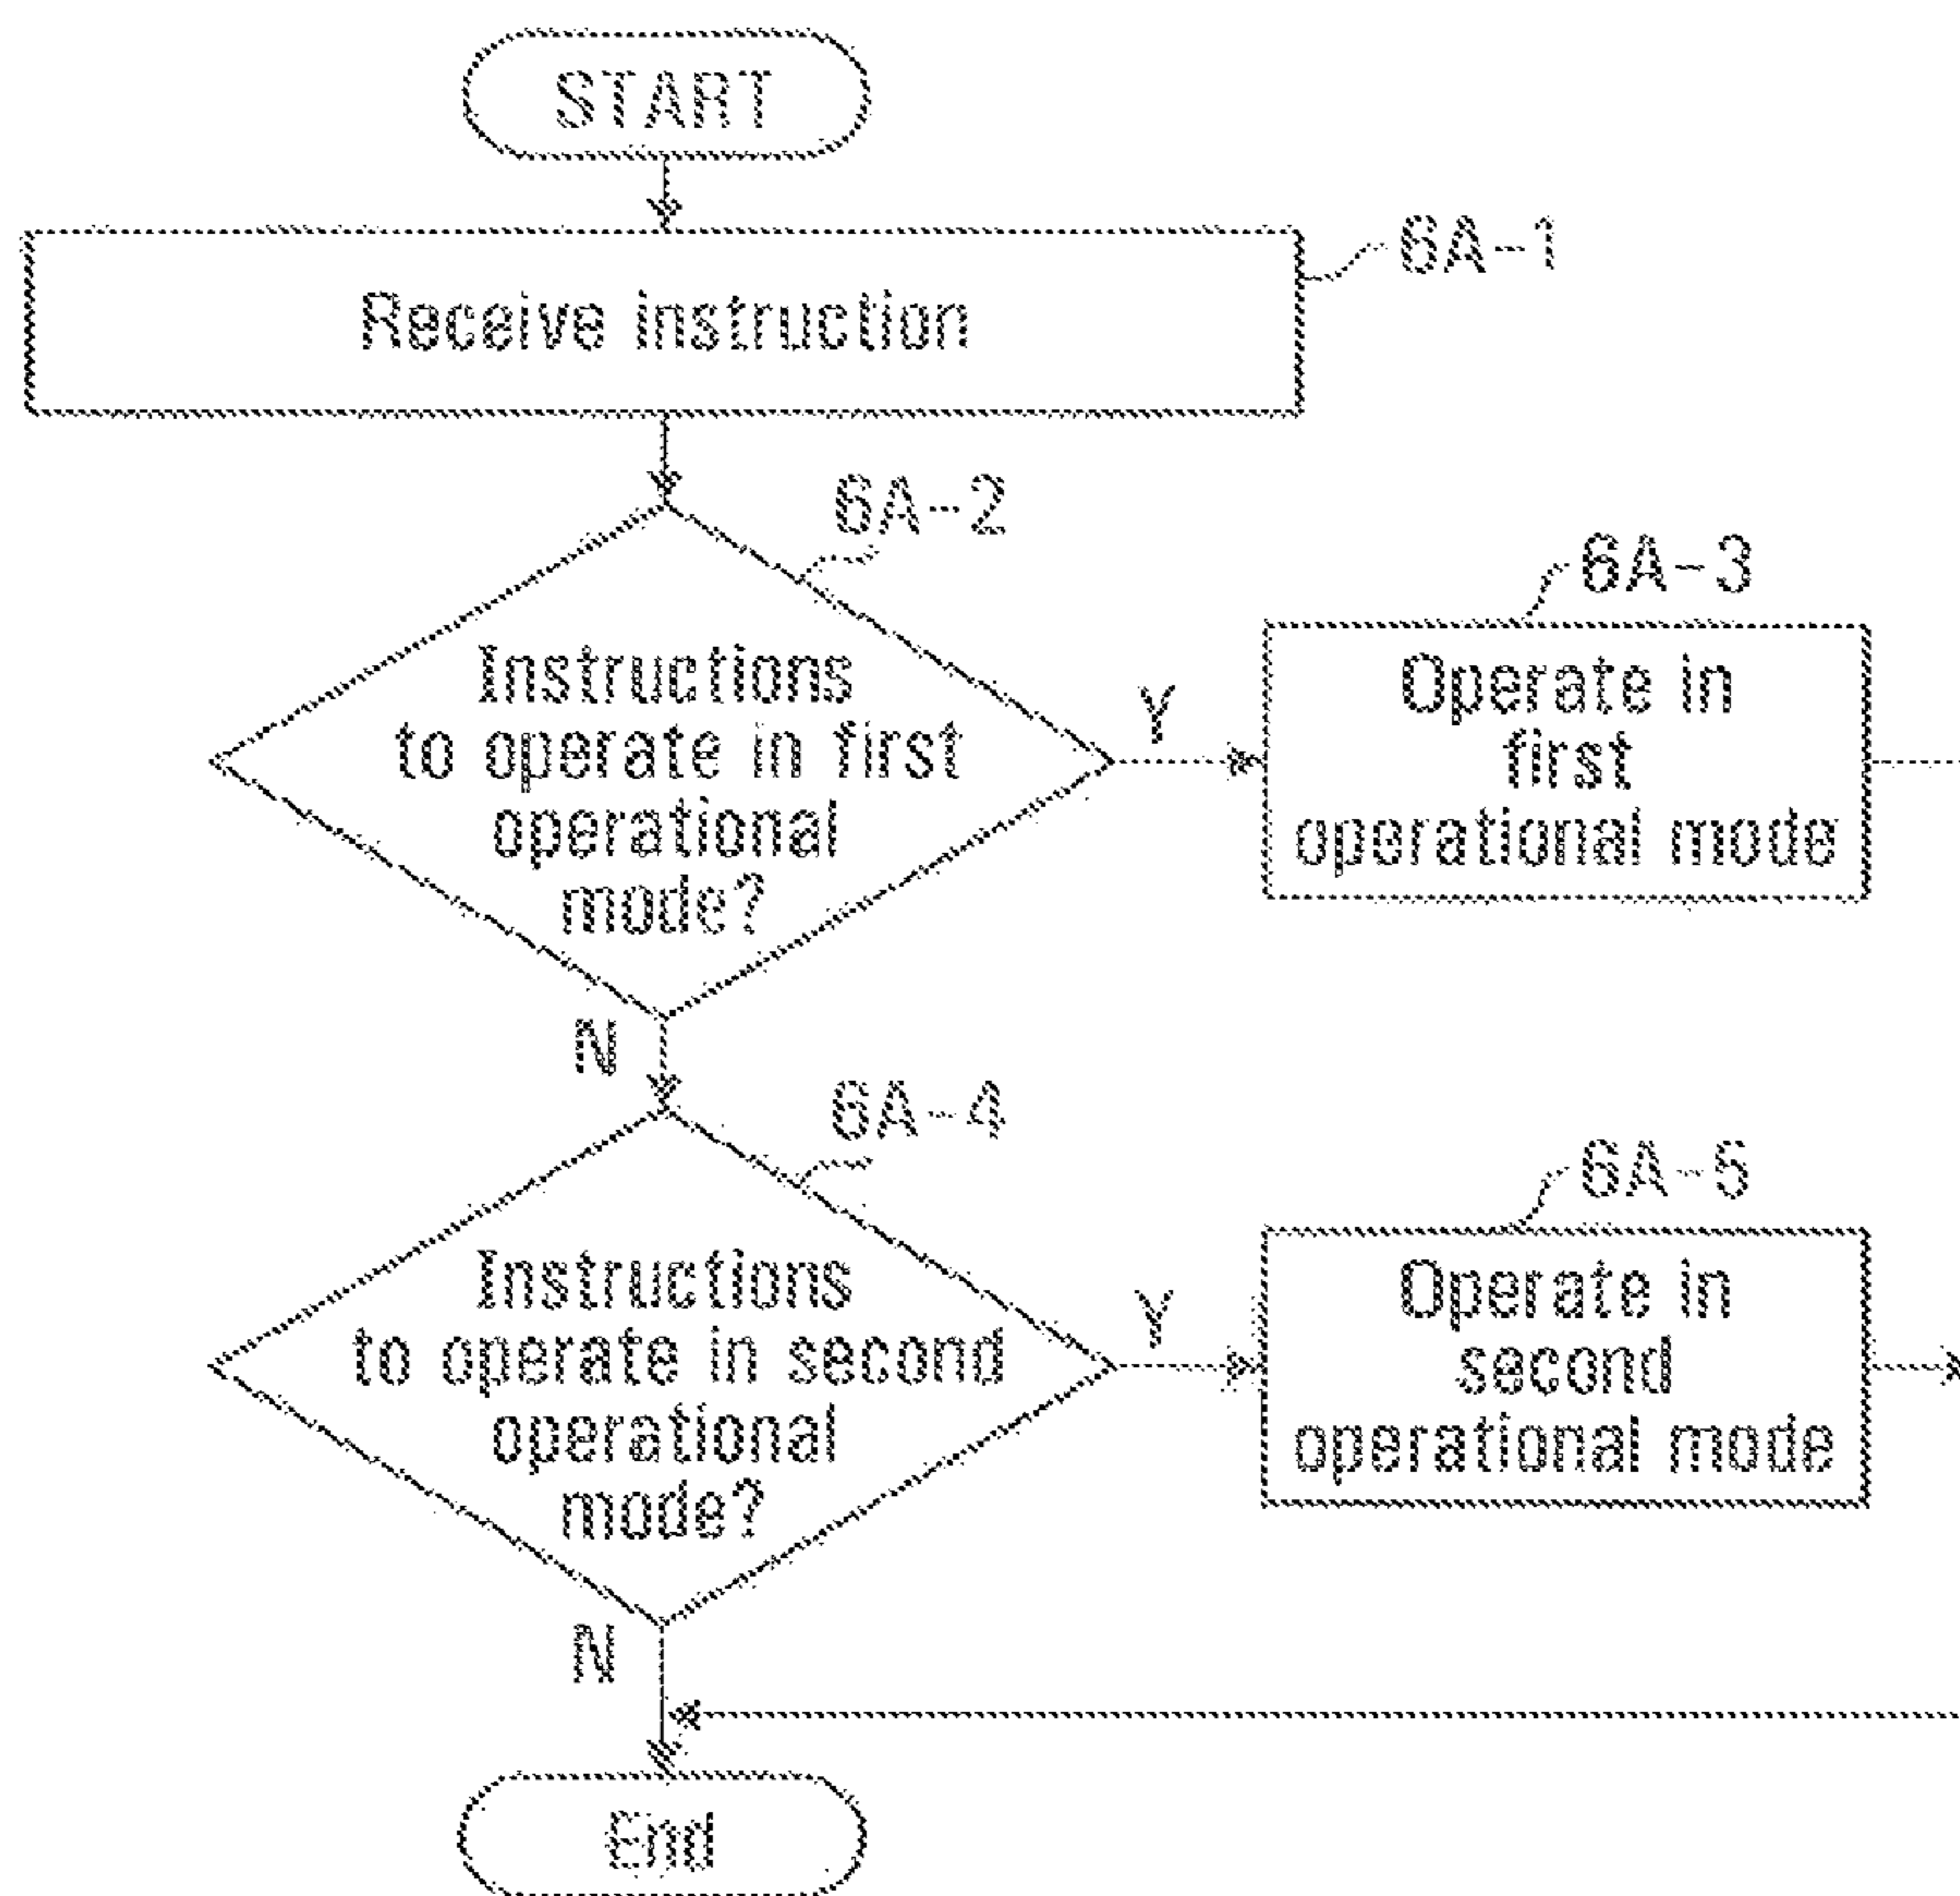 START
6A-1
Receive instruction
6A-2
Instructions
to operate in first
operational
mode?
Y
6A-3
Operate in
first
operational mode
N
6A-4
Instructions
to operate in second
operational
mode?
Y
6A-5
Operate in
second
operational mode
N
End